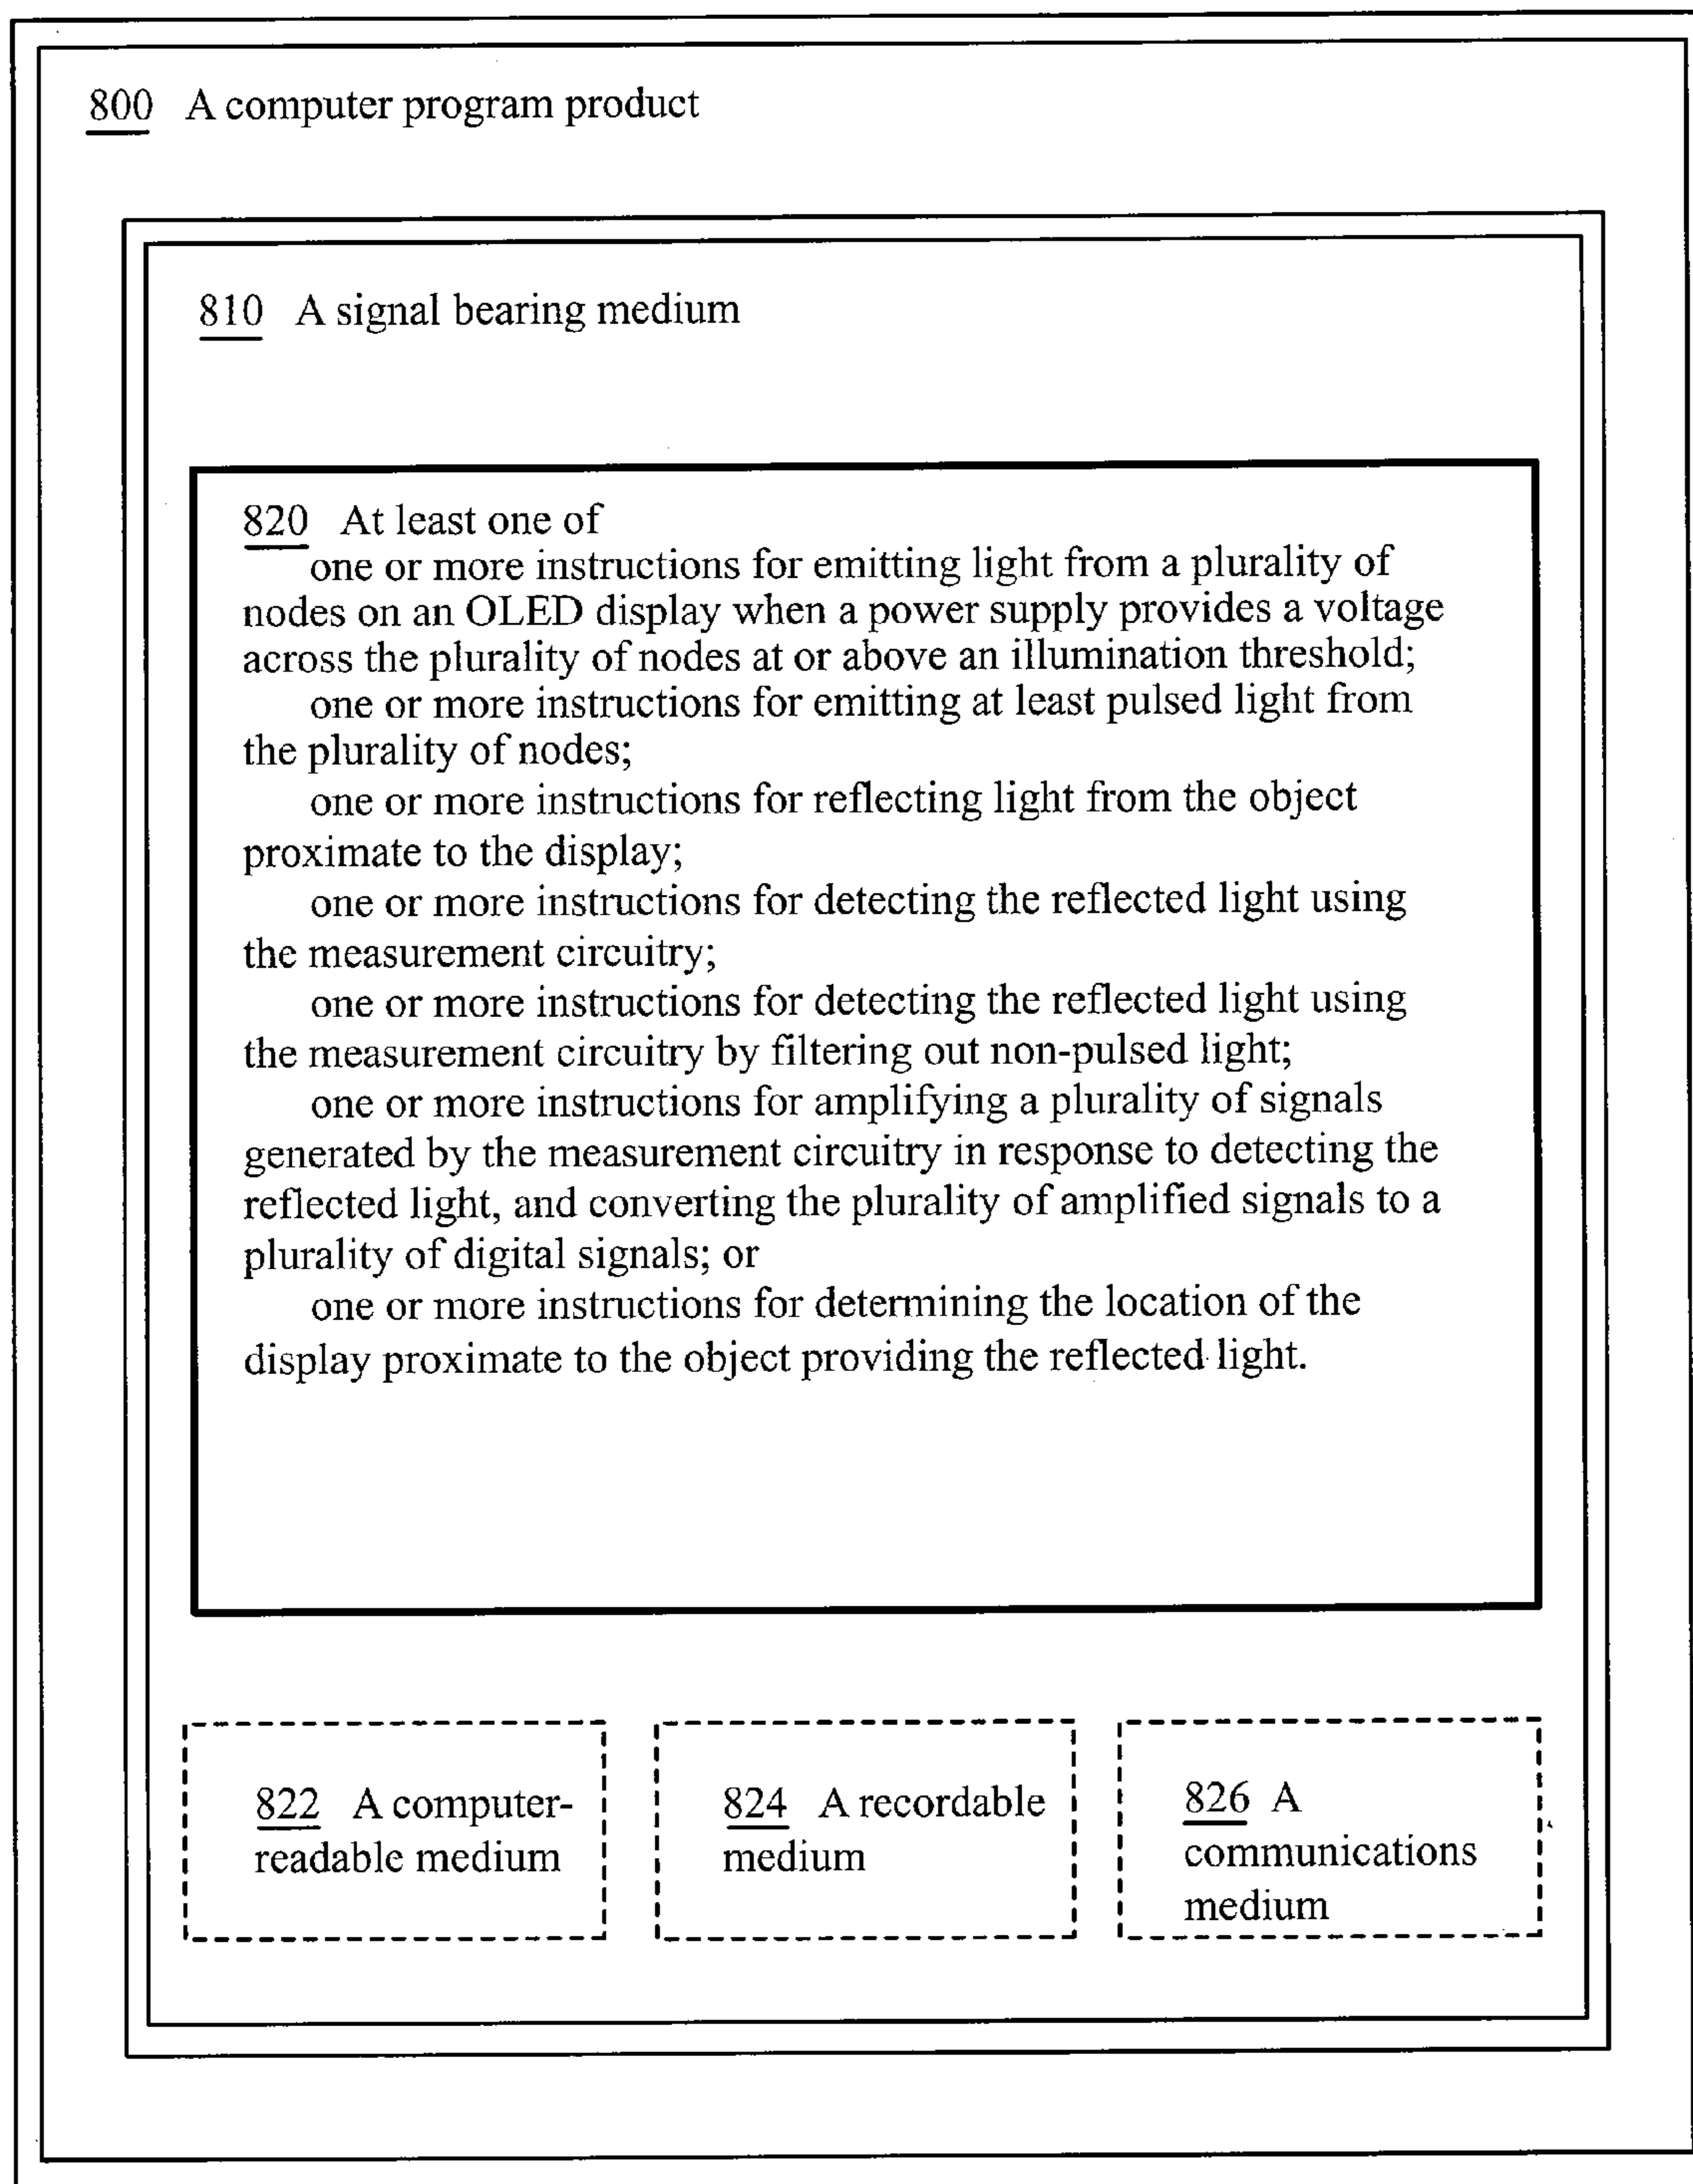 800 A computer program product
810 A signal bearing medium
820 At least one of
one or more instructions for emitting light from a plurality of
nodes on an OLED display when a power supply provides a voltage
across the plurality of nodes at or above an illumination threshold;
one or more instructions for emitting at least pulsed light from
the plurality of nodes;
one or more instructions for reflecting light from the object
proximate to the display;
one or more instructions for detecting the reflected light using
the measurement circuitry;
one or more instructions for detecting the reflected light using
the measurement circuitry by filtering out non-pulsed light;
one or more instructions for amplifying a plurality of signals
generated by the measurement circuitry in response to detecting the
reflected light, and converting the plurality of amplified signals to a
plurality of digital signals; or
one or more instructions for determining the location of the
display proximate to the object providing the reflected light.
822 A computer-
readable medium
824 A recordable
medium
826 A
communications
medium